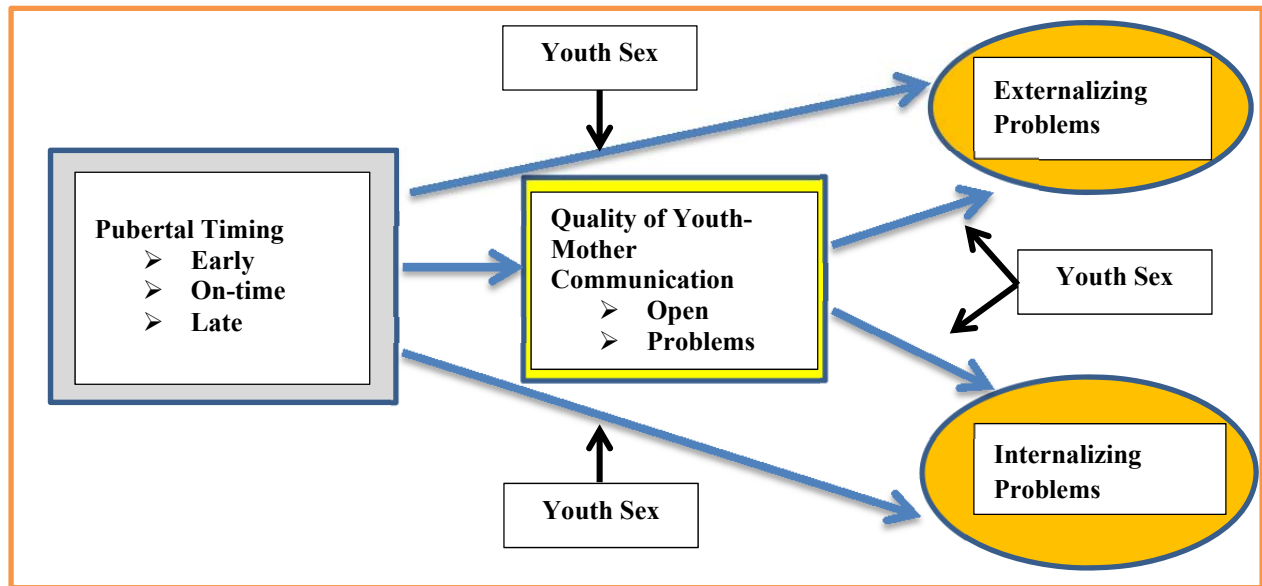 Youth Sex
Externalizing
Problems
Pubertal Timing
➢ Early
➢ On-time
➢ Late
Quality of Youth-
Mother
Communication
➢ Open
➢ Problems
Youth Sex
Internalizing
Problems
Youth Sex